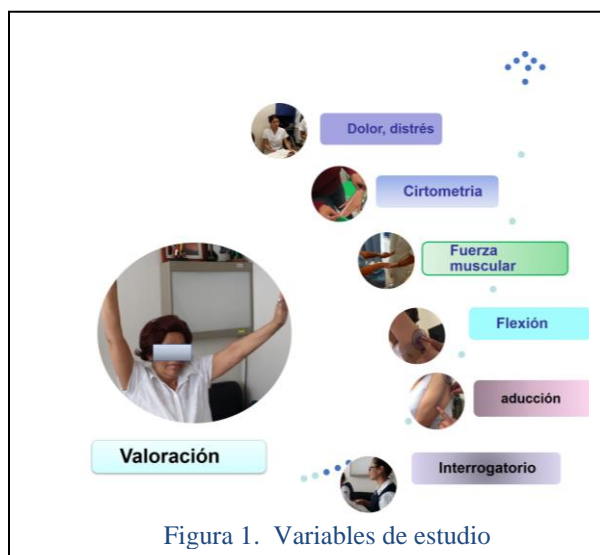 Dolor, distrés
Cirtometria
Fuerza
muscular
Flexión
aducción
Valoración
Interrogatorio
Figura 1. Variables de estudio